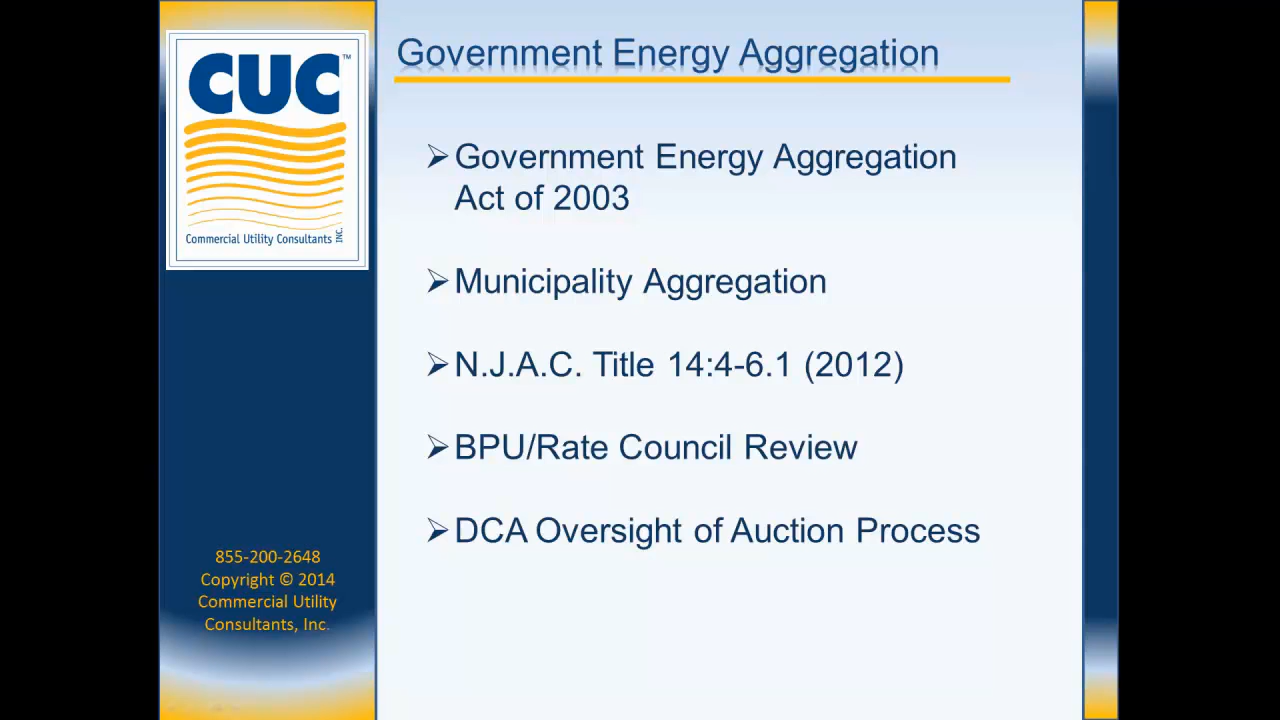 CUC™
Commercial Utility Consultants INC.
Government Energy Aggregation
Government Energy Aggregation
Act of 2003
Municipality Aggregation
N.J.A.C. Title 14:4-6.1 (2012)
BPU/Rate Council Review
DCA Oversight of Auction Process
855-200-2648
Copyright © 2014
Commercial Utility
Consultants, Inc.